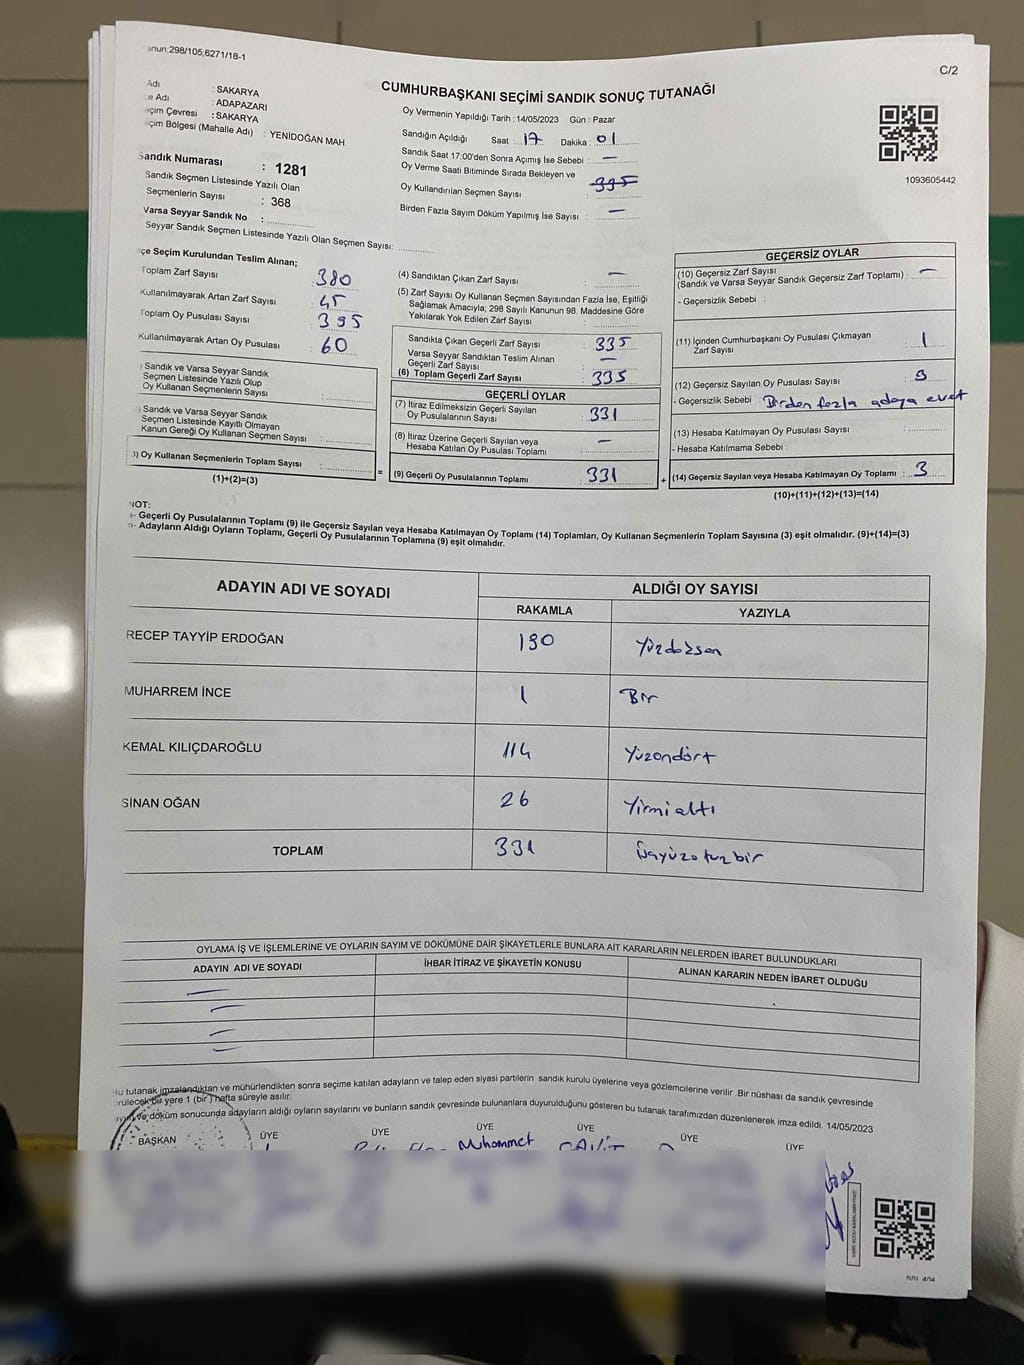 anun:298/105,6271/18-1
C/2
CUMHURBAŞKANI SEÇİMİ SANDIK SONUÇ TUTANAĞI
Adı : SAKARYA
e Adı : ADAPAZARI
eçim Çevresi : SAKARYA
eçim Bölgesi (Mahalle Adı) : YENİDOĞAN MAH
Sandık Numarası : 1281
Sandık Seçmen Listesinde Yazılı Olan
Seçmenlerin Sayısı : 368
Varsa Seyyar Sandık No :
Seyyar Sandık Seçmen Listesinde Yazılı Olan Seçmen Sayısı:
Oy Vermenin Yapıldığı Tarih :14/05/2023 Gün : Pazar
Sandığın Açıldığı Saat : 17 Dakika : 01
Sandık Saat 17:00'den Sonra Açımış İse Sebebi : —
Oy Verme Saati Bitiminde Sırada Bekleyen ve
Oy Kullandırılan Seçmen Sayısı
Birden Fazla Sayım Döküm Yapılmış İse Sayısı : —
1093605442
çe Seçim Kurulundan Teslim Alınan;
Toplam Zarf Sayısı : 380
Kullanılmayarak Artan Zarf Sayısı : 45
Toplam Oy Pusulası Sayısı : 395
Kullanılmayarak Artan Oy Pusulası : 60
) Sandık ve Varsa Seyyar Sandık
Seçmen Listesinde Yazılı Olup
Oy Kullanan Seçmenlerin Sayısı :
) Sandık ve Varsa Seyyar Sandık
Seçmen Listesinde Kayıtlı Olmayan
Kanun Gereği Oy Kullanan Seçmen Sayısı :
3) Oy Kullanan Seçmenlerin Toplam Sayısı :
(1)+(2)=(3)
(4) Sandıktan Çıkan Zarf Sayısı : —
(5) Zarf Sayısı Oy Kullanan Seçmen Sayısından Fazla İse, Eşitliği
Sağlamak Amacıyla; 298 Sayılı Kanunun 98. Maddesine Göre
Yakılarak Yok Edilen Zarf Sayısı :
Sandıkta Çıkan Geçerli Zarf Sayısı : 335
Varsa Seyyar Sandıktan Teslim Alınan
Geçerli Zarf Sayısı : —
(6) Toplam Geçerli Zarf Sayısı : 335
GEÇERLİ OYLAR
(7) İtiraz Edilmeksizin Geçerli Sayılan
Oy Pusulalarının Sayısı : 331
(8) İtiraz Üzerine Geçerli Sayılan veya
Hesaba Katılan Oy Pusulası Toplamı : —
= (9) Geçerli Oy Pusulalarının Toplamı : 331
GEÇERSİZ OYLAR
(10) Geçersiz Zarf Sayısı
(Sandık ve Varsa Seyyar Sandık Geçersiz Zarf Toplamı) : —
- Geçersizlik Sebebi :
(11) İçinden Cumhurbaşkanı Oy Pusulası Çıkmayan
Zarf Sayısı : 1
(12) Geçersiz Sayılan Oy Pusulası Sayısı : 3
- Geçersizlik Sebebi : Birden fazla adaya evet
(13) Hesaba Katılmayan Oy Pusulası Sayısı :
- Hesaba Katılmama Sebebi :
+ (14) Geçersiz Sayılan veya Hesaba Katılmayan Oy Toplamı : 3
(10)+(11)+(12)+(13)=(14)
NOT:
a- Geçerli Oy Pusulalarının Toplamı (9) ile Geçersiz Sayılan veya Hesaba Katılmayan Oy Toplamı (14) Toplamları, Oy Kullanan Seçmenlerin Toplam Sayısına (3) eşit olmalıdır. (9)+(14)=(3)
b- Adayların Aldığı Oyların Toplamı, Geçerli Oy Pusulalarının Toplamına (9) eşit olmalıdır.
ADAYIN ADI VE SOYADI ALDIĞI OY SAYISI
RAKAMLA YAZIYLA
RECEP TAYYİP ERDOĞAN 190 Yüzdoksan
MUHARREM İNCE 1 Bir
KEMAL KILIÇDAROĞLU 114 Yüzondört
SİNAN OĞAN 26 Yirmialtı
TOPLAM 331 Üçyüzotuzbir
OYLAMA İŞ VE İŞLEMLERİNE VE OYLARIN SAYIM VE DÖKÜMÜNE DAİR ŞİKAYETLERLE BUNLARA AİT KARARLARIN NELERDEN İBARET BULUNDUKLARI
ADAYIN ADI VE SOYADI İHBAR İTİRAZ VE ŞİKAYETİN KONUSU ALINAN KARARIN NEDEN İBARET OLDUĞU
Bu tutanak imzalandıktan ve mühürlendikten sonra seçime katılan adayların ve talep eden siyasi partilerin sandık kurulu üyelerine veya gözlemcilerine verilir .Bir nüshası da sandık çevresinde
örülecek bir yere 1 (bir ) hafta süreyle asılır.
ayım ve döküm sonucunda adayların aldığı oyların sayılarını ve bunların sandık çevresinde bulunanlara duyurulduğunu gösteren bu tutanak tarafımızdan düzenlenerek imza edildi. 14/05/2023
BAŞKAN ÜYE ÜYE ÜYE ÜYE ÜYE ÜYE
Muhammet